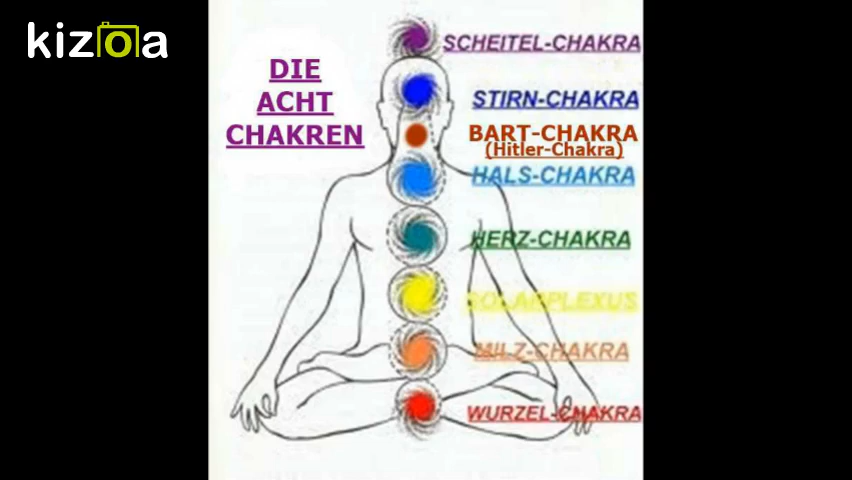 kizoa
DIE
ACHT
CHAKREN
SCHEITEL-CHAKRA
STIRN-CHAKRA
BART-CHAKRA
(Hitler-Chakra)
HALS-CHAKRA
HERZ-CHAKRA
SOLARPLEXUS
MILZ-CHAKRA
WURZEL-CHAKRA